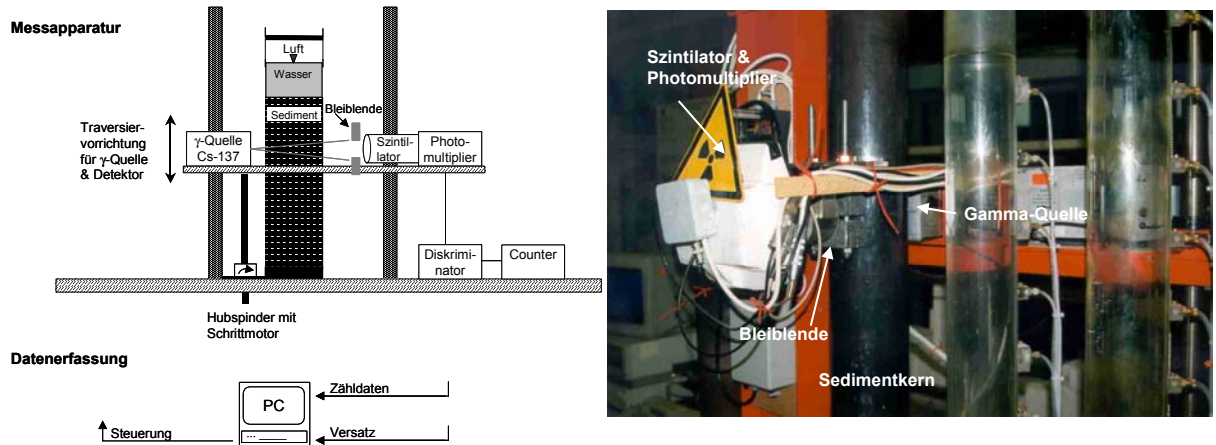 Messapparatur
Luft
Wasser
Sediment
Bleiblende
Traversier-
vorrichtung
für γ-Quelle
& Detektor
γ-Quelle
Cs-137
Szintil-
lator
Photo-
multiplier
Diskrimi-
nator
Counter
Hubspinder mit
Schrittmotor
Datenerfassung
PC
Zähldaten
Steuerung
Versatz
Szintilator &
Photomultiplier
Gamma-Quelle
Bleiblende
Sedimentkern